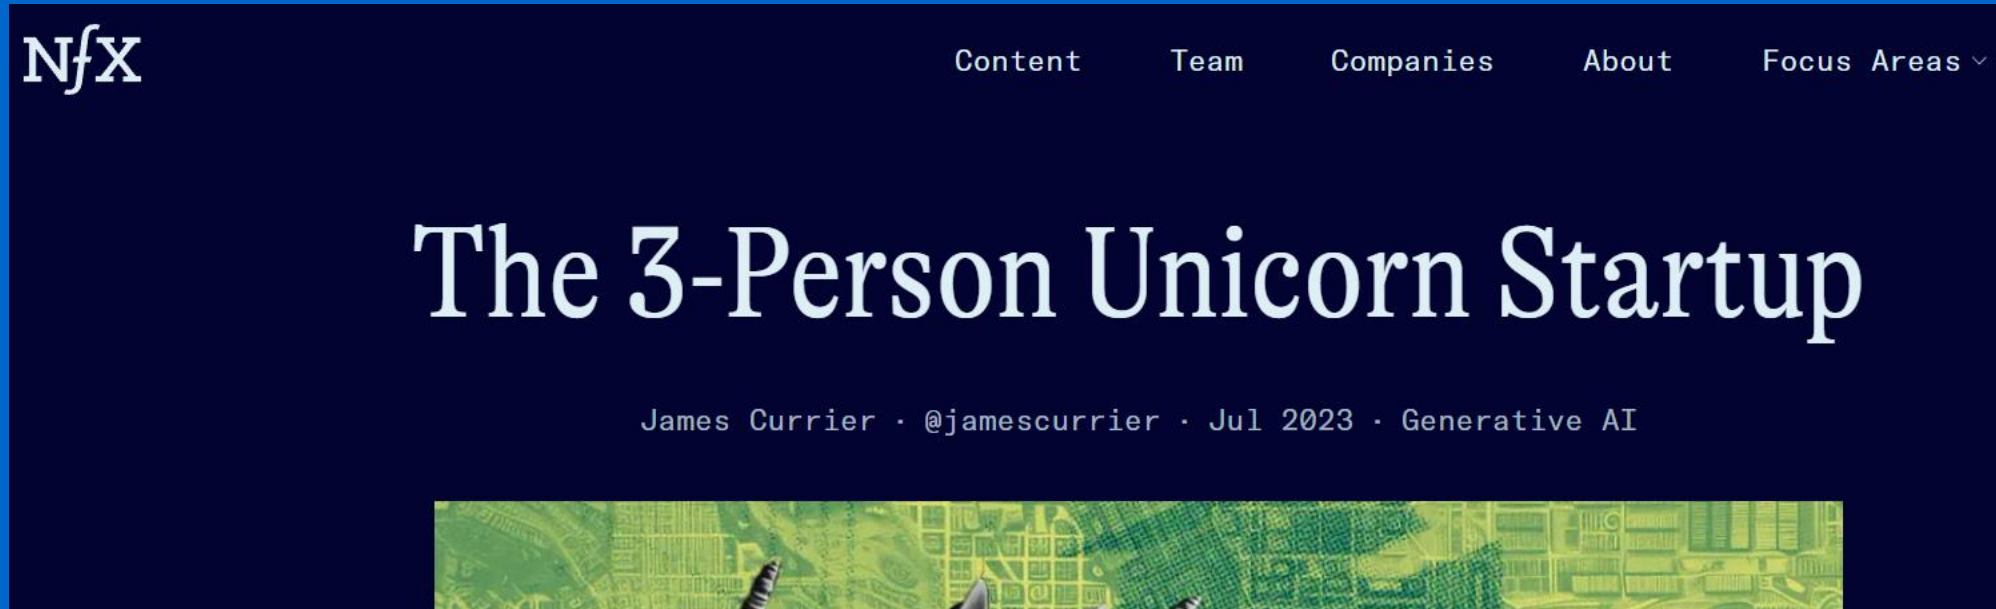 NfX
Content Team Companies About Focus Areas
The 3-Person Unicorn Startup
James Currier · @jamescurrier · Jul 2023 · Generative AI